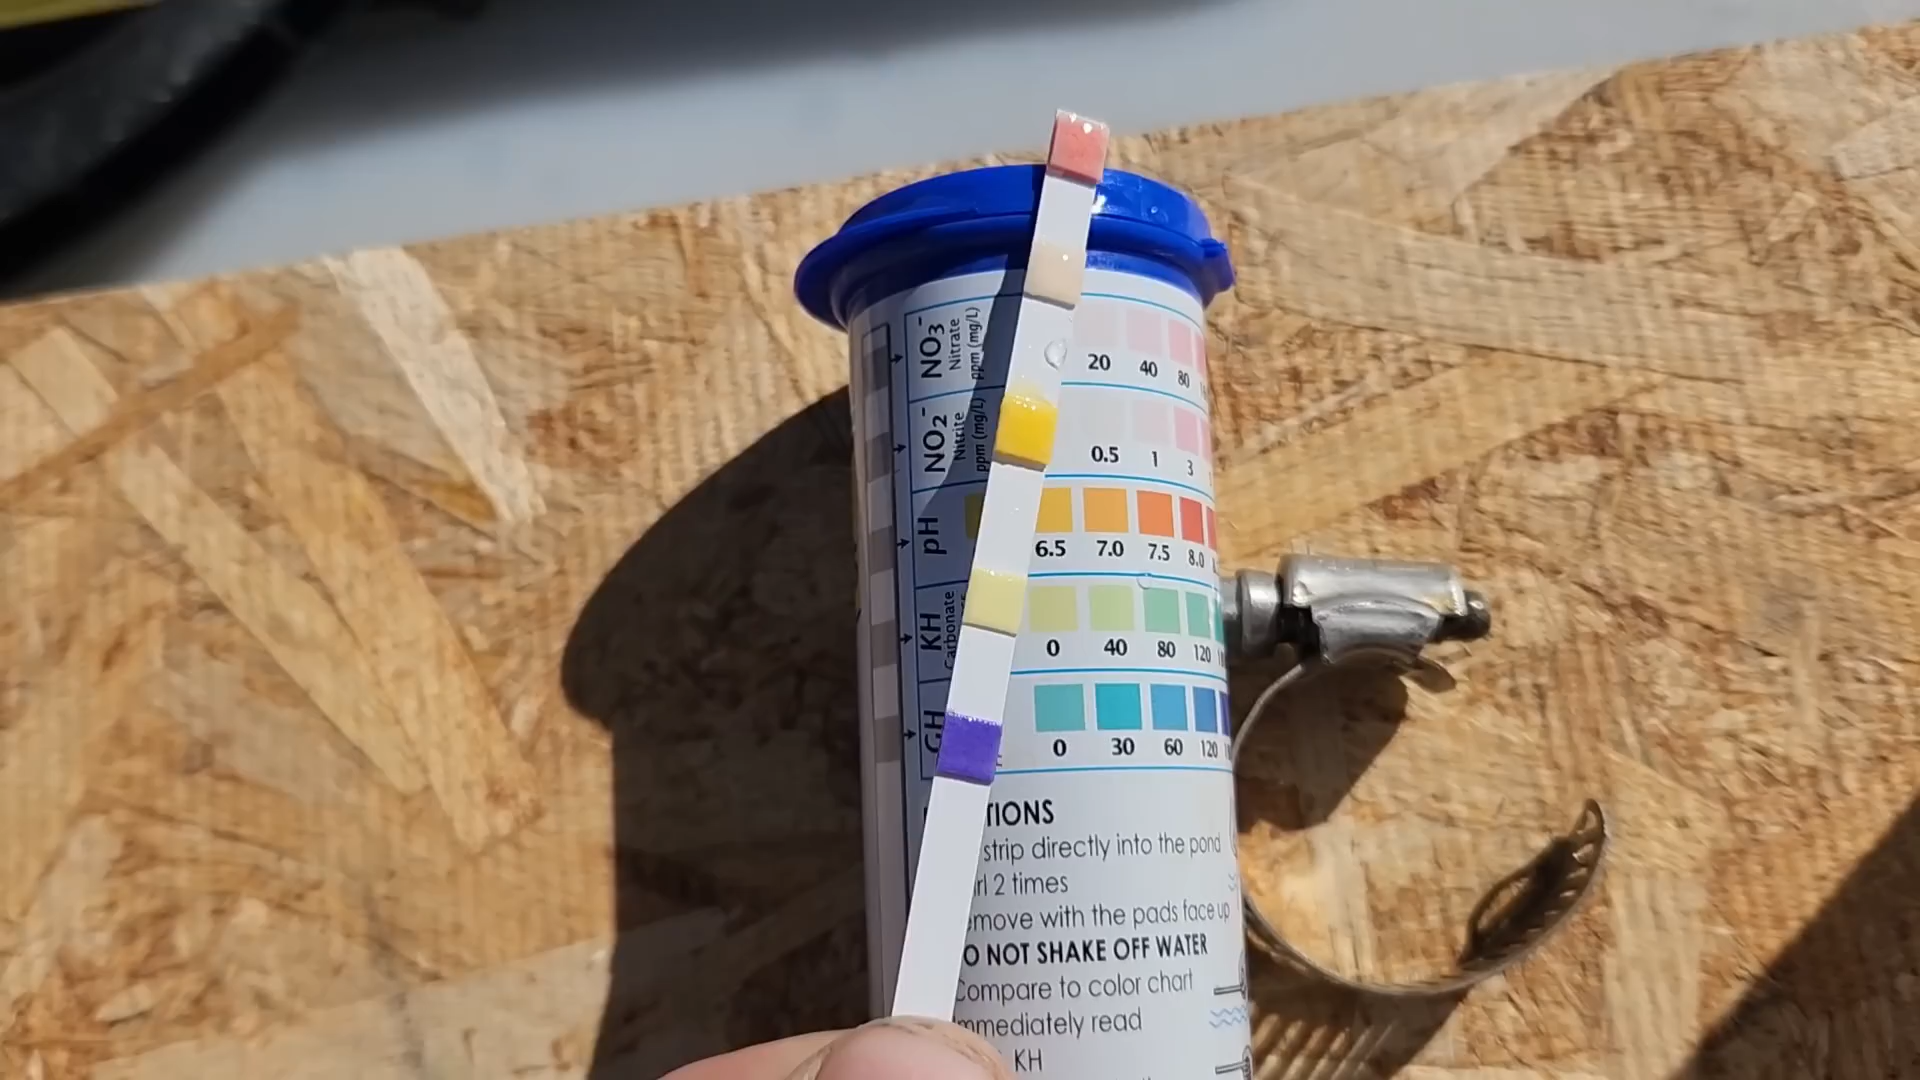 NO3-
Nitrate
ppm (mg/L)
20 40 80
NO2-
Nitrite
ppm (mg/L)
0.5 1 3
pH
6.5 7.0 7.5 8.0
KH
Carbonate
0 40 80 120
GH
0 30 60 120
TIONS
strip directly into the pond
rl 2 times
emove with the pads face up
O NOT SHAKE OFF WATER
Compare to color chart
mmediately read
KH